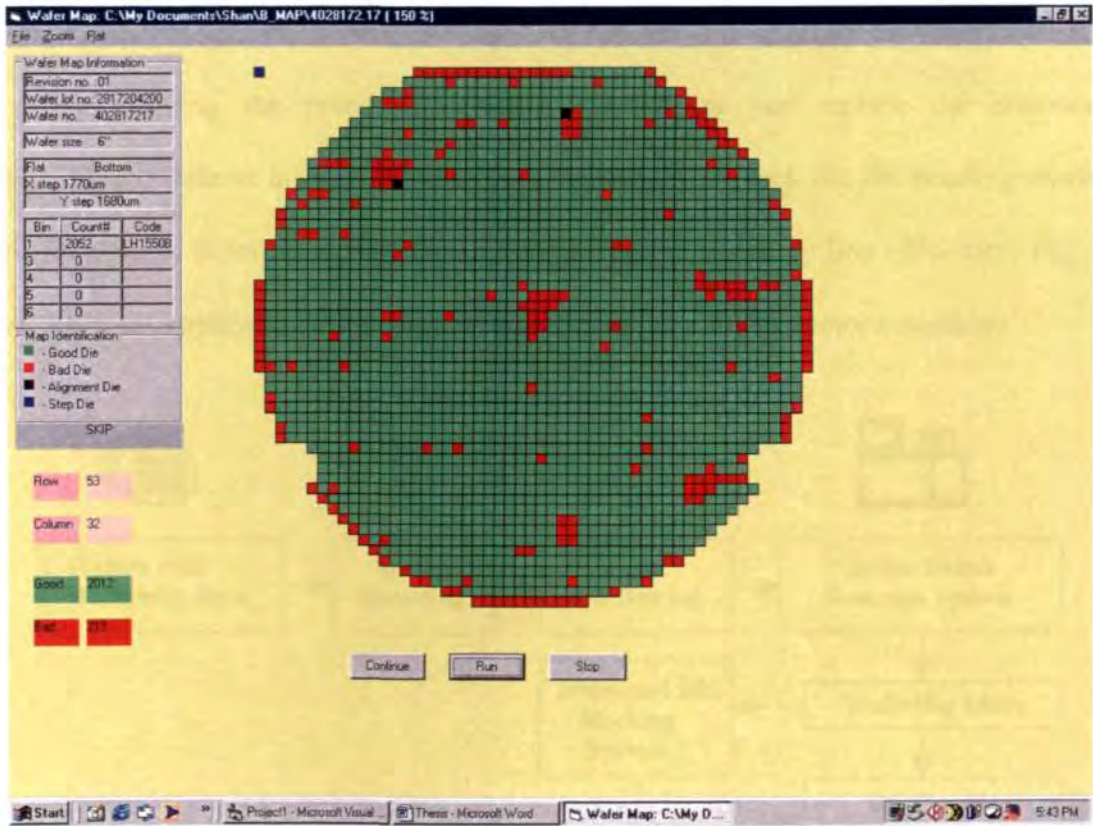 Wafer Map: C:\My Documents\Shan\B_MAP\4028172.17 [ 150 %]
File Zoom Flat
Wafer Map Information
Revision no. :01
Wafer lot no.:2817204200
Wafer no. 402817217
Wafer size 6"
Flat Bottom
X step 1770um
Y step 1680um
Bin Count# Code
1 2052 LH1550B
3 0
4 0
5 0
6 0
Map Identification
- Good Die
- Bad Die
- Alignment Die
- Step Die
SKIP
Row 53
Column 32
Good 2012
Bad 213
Continue Run Stop
Start
» Project1 - Microsoft Visual ...
Thesis - Microsoft Word
Wafer Map: C:\My D...
5:43 PM